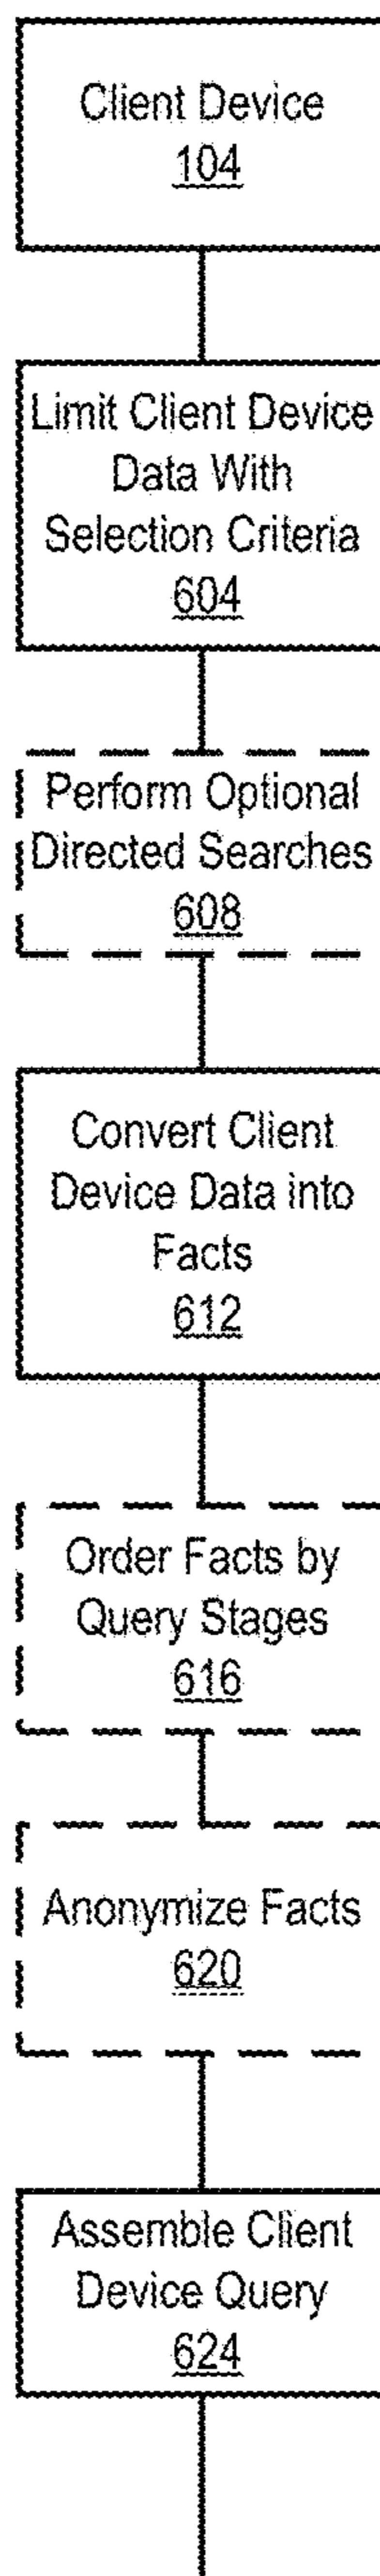 Client Device
104
Limit Client Device
Data With
Selection Criteria
604
Perform Optional
Directed Searches
608
Convert Client
Device Data into
Facts
612
Order Facts by
Query Stages
616
Anonymize Facts
620
Assemble Client
Device Query
624